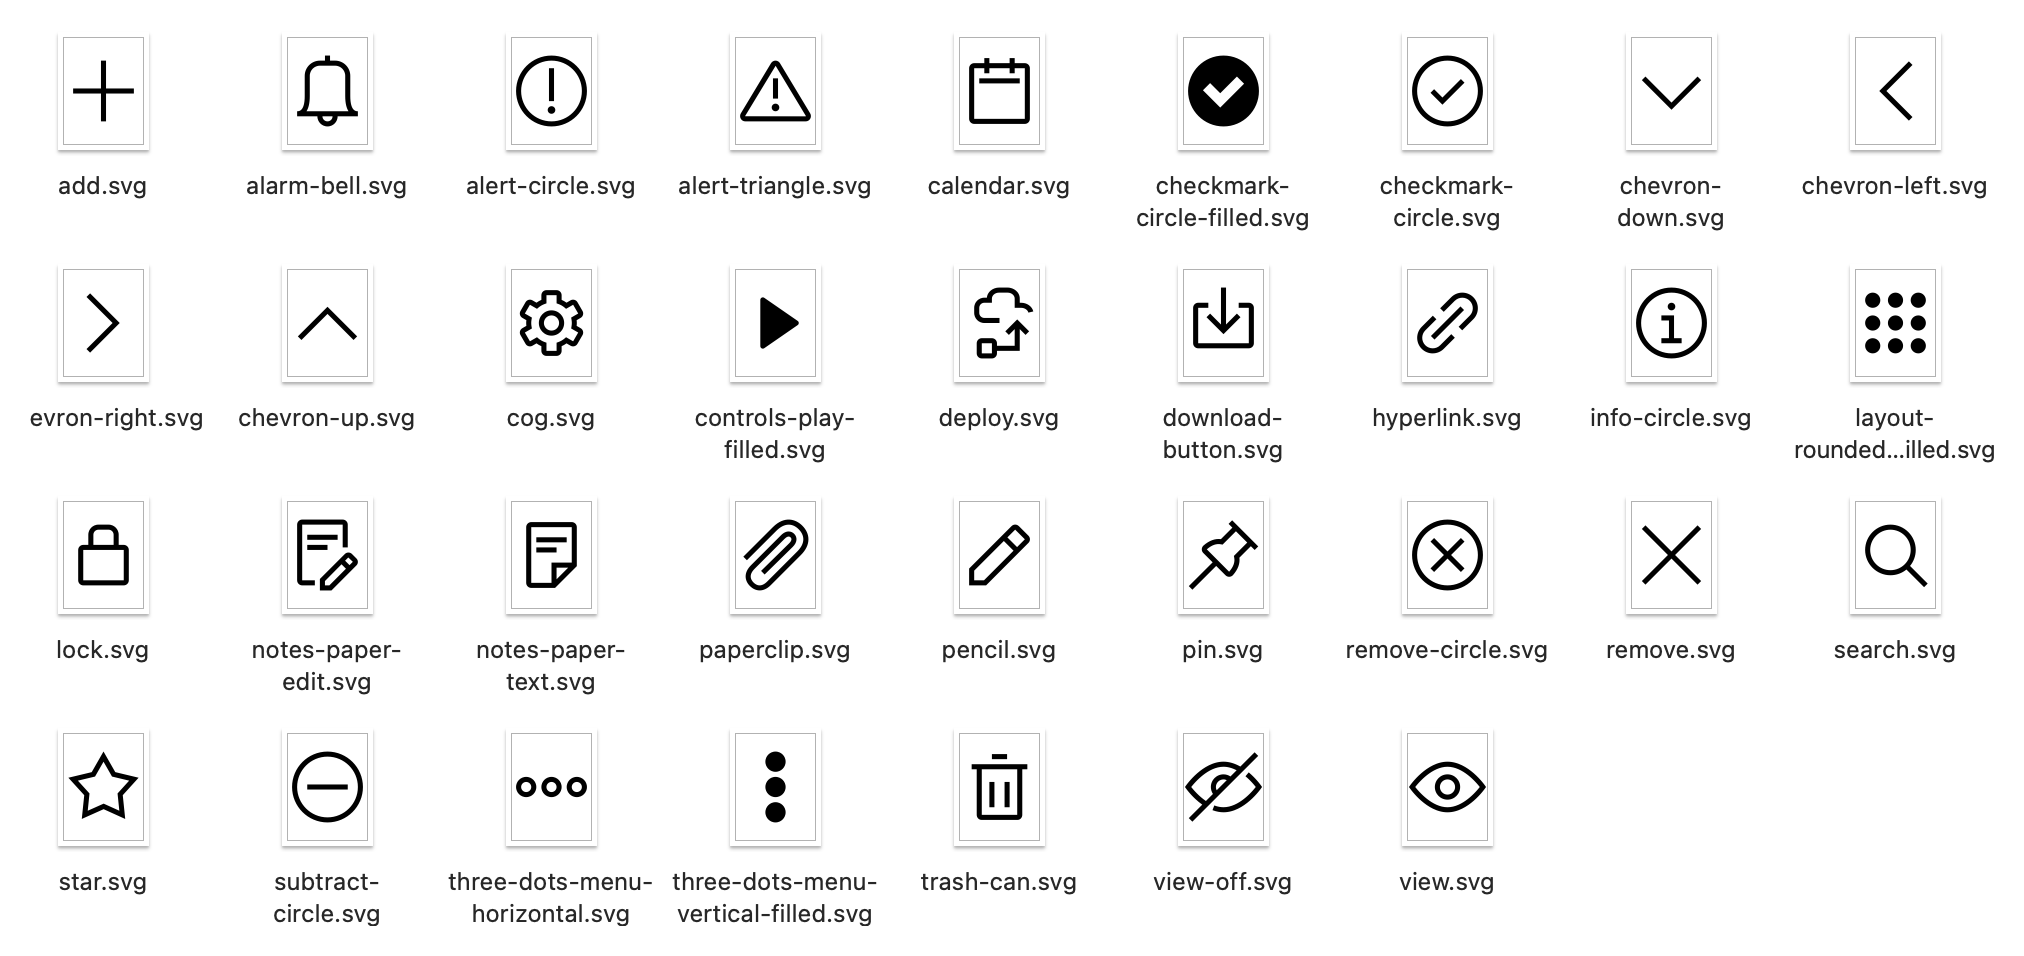 add.svg
alarm-bell.svg
alert-circle.svg
alert-triangle.svg
calendar.svg
checkmark-
circle-filled.svg
checkmark-
circle.svg
chevron-
down.svg
chevron-left.svg
evron-right.svg
chevron-up.svg
cog.svg
controls-play-
filled.svg
deploy.svg
download-
button.svg
hyperlink.svg
info-circle.svg
layout-
rounded...illed.svg
lock.svg
notes-paper-
edit.svg
notes-paper-
text.svg
paperclip.svg
pencil.svg
pin.svg
remove-circle.svg
remove.svg
search.svg
star.svg
subtract-
circle.svg
three-dots-menu-
horizontal.svg
three-dots-menu-
vertical-filled.svg
trash-can.svg
view-off.svg
view.svg